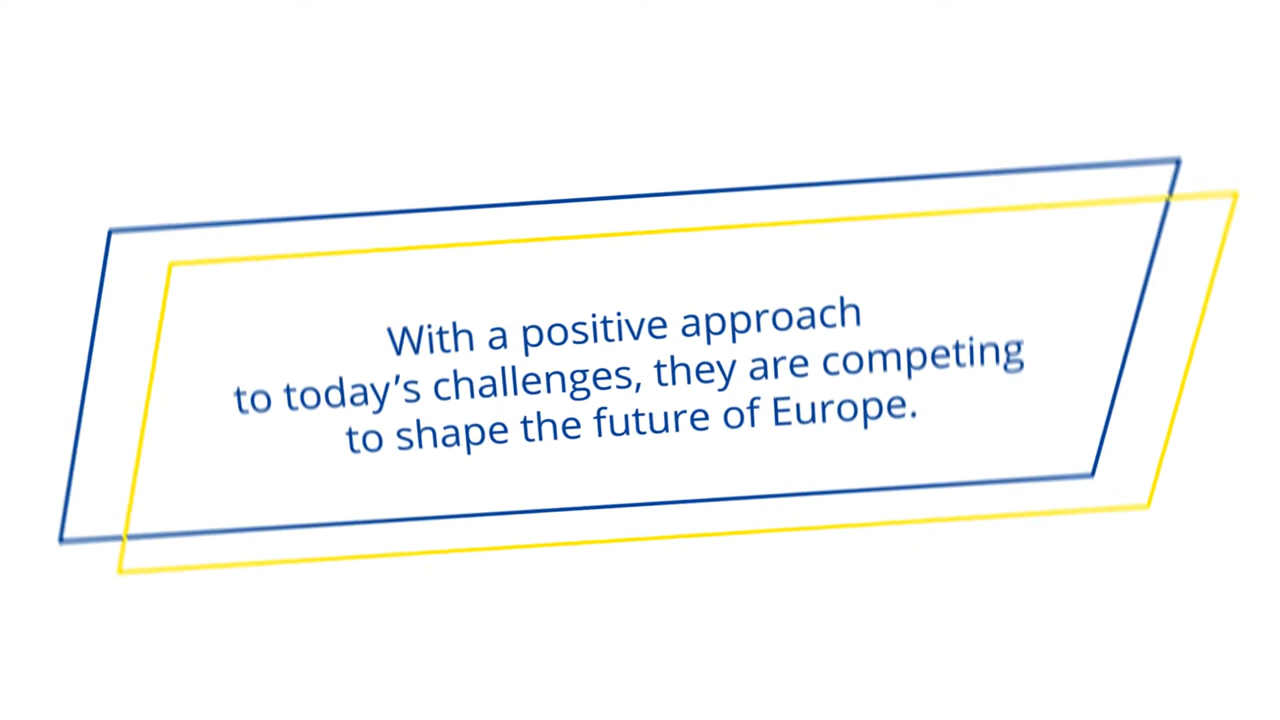 With a positive approach
to today’s challenges, they are competing
to shape the future of Europe.